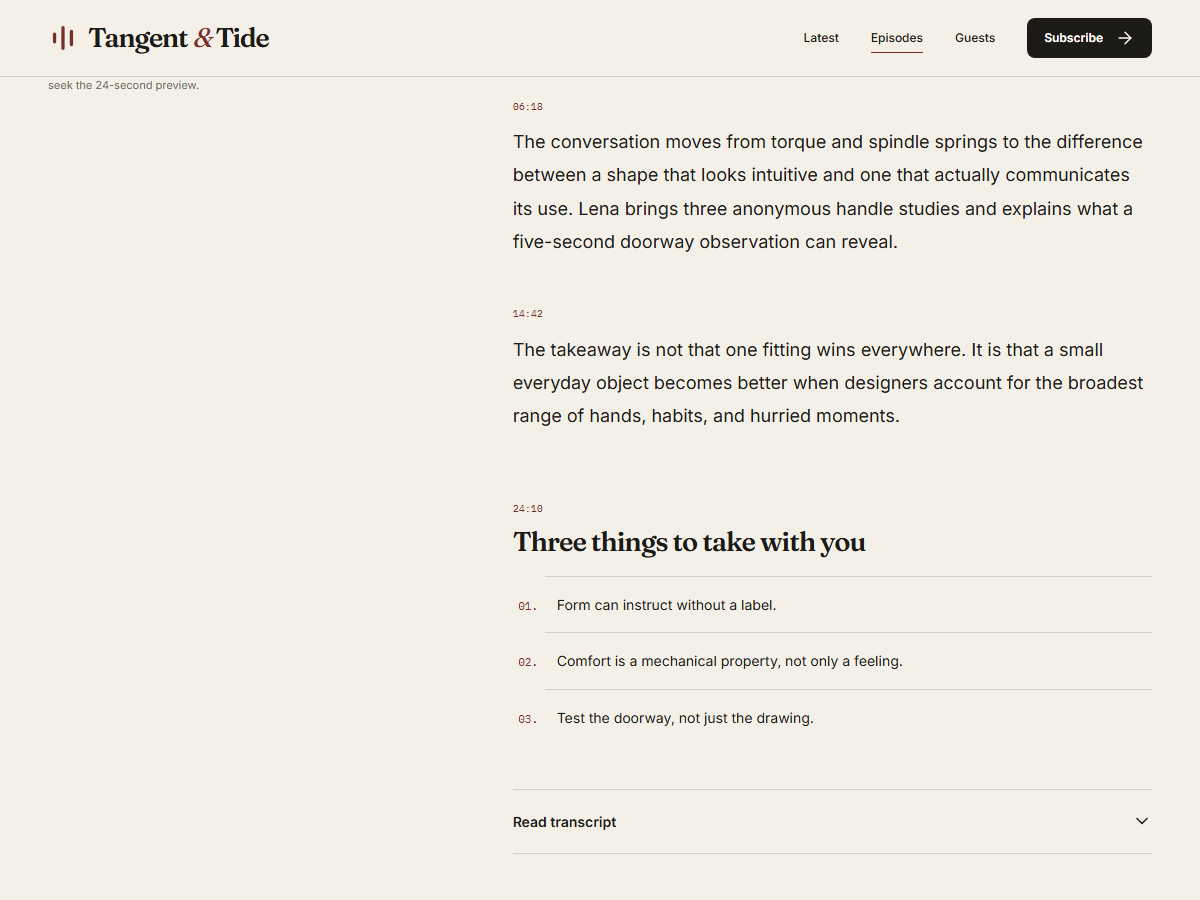 Tangent & Tide
Latest
Episodes
Guests
Subscribe
seek the 24-second preview.
06:18
The conversation moves from torque and spindle springs to the difference
between a shape that looks intuitive and one that actually communicates
its use. Lena brings three anonymous handle studies and explains what a
five-second doorway observation can reveal.
14:42
The takeaway is not that one fitting wins everywhere. It is that a small
everyday object becomes better when designers account for the broadest
range of hands, habits, and hurried moments.
24:10
Three things to take with you
01. Form can instruct without a label.
02. Comfort is a mechanical property, not only a feeling.
03. Test the doorway, not just the drawing.
Read transcript